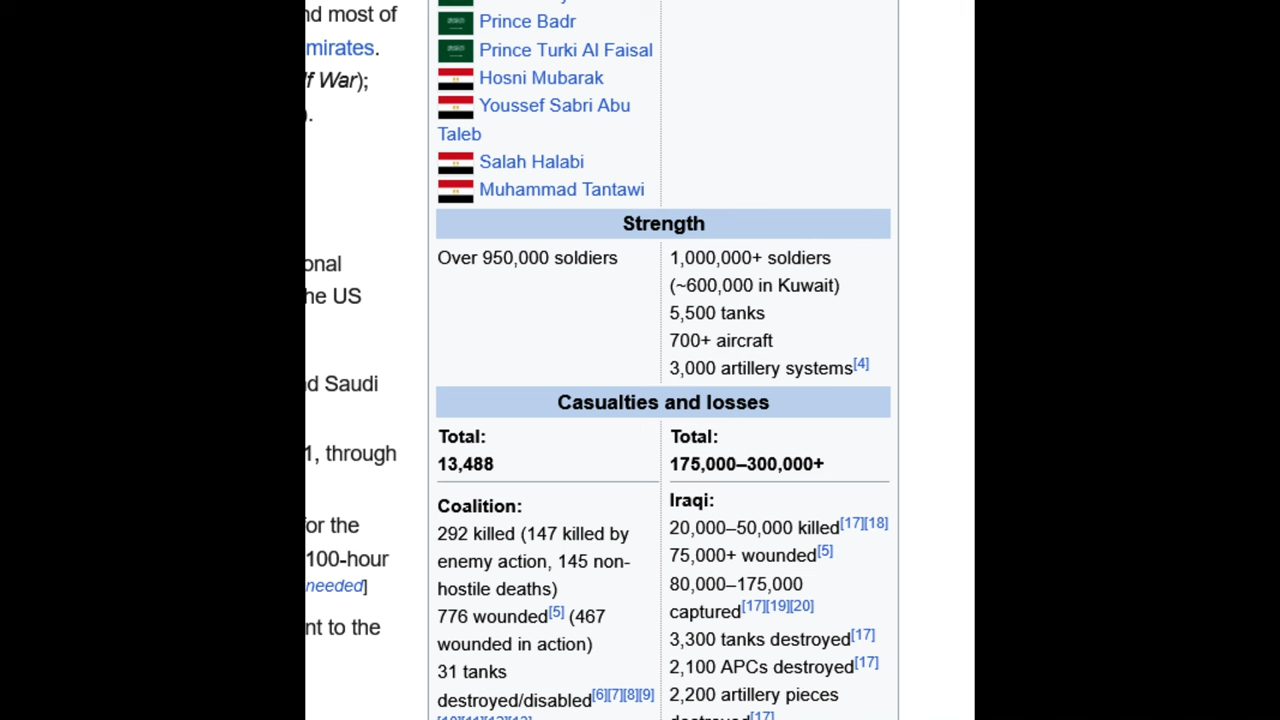 nd most of
mirates.
f War);
).
onal
he US
d Saudi
1, through
or the
100-hour
needed]
nt to the
Prince Badr
Prince Turki Al Faisal
Hosni Mubarak
Youssef Sabri Abu
Taleb
Salah Halabi
Muhammad Tantawi
Strength
Over 950,000 soldiers
1,000,000+ soldiers
(~600,000 in Kuwait)
5,500 tanks
700+ aircraft
3,000 artillery systems[4]
Casualties and losses
Total:
13,488
Coalition:
292 killed (147 killed by
enemy action, 145 non-
hostile deaths)
776 wounded[5] (467
wounded in action)
31 tanks
destroyed/disabled[6][7][8][9]
[10][11][12][13]
Total:
175,000–300,000+
Iraqi:
20,000–50,000 killed[17][18]
75,000+ wounded[5]
80,000–175,000
captured[17][19][20]
3,300 tanks destroyed[17]
2,100 APCs destroyed[17]
2,200 artillery pieces
destroyed[17]